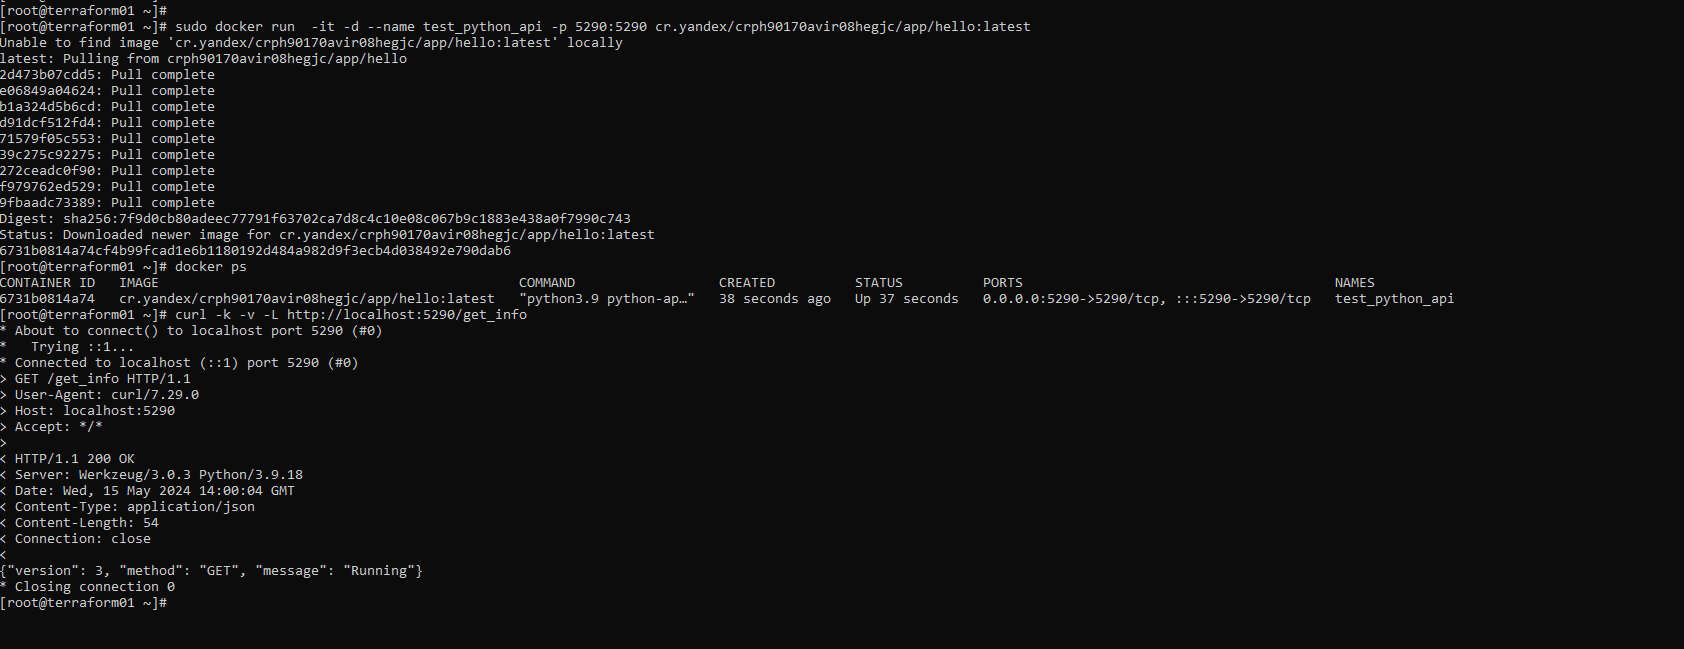 [root@terraform01 ~]#
[root@terraform01 ~]# sudo docker run  -it -d --name test_python_api -p 5290:5290 cr.yandex/crph90170avir08hegjc/app/hello:latest
Unable to find image 'cr.yandex/crph90170avir08hegjc/app/hello:latest' locally
latest: Pulling from crph90170avir08hegjc/app/hello
2d473b07cdd5: Pull complete
e06849a04624: Pull complete
b1a324d5b6cd: Pull complete
d91dcf512fd4: Pull complete
71579f05c553: Pull complete
39c275c92275: Pull complete
272ceadc0f90: Pull complete
f979762ed529: Pull complete
9fbaadc73389: Pull complete
Digest: sha256:7f9d0cb80adeec77791f63702ca7d8c4c10e08c067b9c1883e438a0f7990c743
Status: Downloaded newer image for cr.yandex/crph90170avir08hegjc/app/hello:latest
6731b0814a74cf4b99fcad1e6b1180192d484a982d9f3ecb4d038492e790dab6
[root@terraform01 ~]# docker ps
CONTAINER ID   IMAGE                                             COMMAND                  CREATED          STATUS          PORTS                                       NAMES
6731b0814a74   cr.yandex/crph90170avir08hegjc/app/hello:latest   "python3.9 python-ap…"   38 seconds ago   Up 37 seconds   0.0.0.0:5290->5290/tcp, :::5290->5290/tcp   test_python_api
[root@terraform01 ~]# curl -k -v -L http://localhost:5290/get_info
* About to connect() to localhost port 5290 (#0)
*   Trying ::1...
* Connected to localhost (::1) port 5290 (#0)
> GET /get_info HTTP/1.1
> User-Agent: curl/7.29.0
> Host: localhost:5290
> Accept: */*
>
< HTTP/1.1 200 OK
< Server: Werkzeug/3.0.3 Python/3.9.18
< Date: Wed, 15 May 2024 14:00:04 GMT
< Content-Type: application/json
< Content-Length: 54
< Connection: close
<
{"version": 3, "method": "GET", "message": "Running"}
* Closing connection 0
[root@terraform01 ~]#